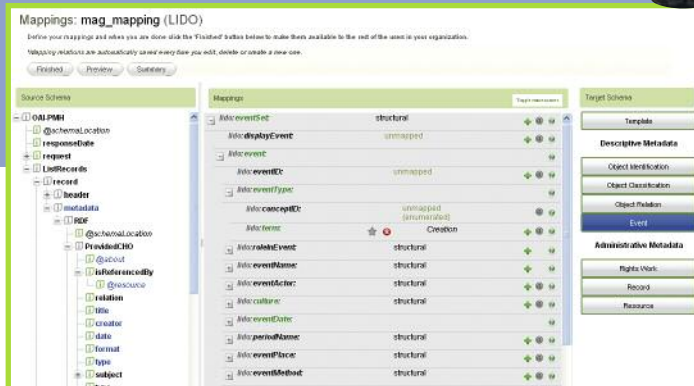 Mappings: mag_mapping (LIDO)
Define your mappings and when you are done click the 'Finished' button below to make them available to the rest of the users in your organization.
*Mapping relations are automatically saved everytime you edit, delete or create a new one.
Finished Preview Summary
Source Schema
OAI-PMH
@schemaLocation
responseDate
request
ListRecords
record
header
metadata
RDF
@schemaLocation
ProvidedCHO
@about
isReferencedBy
@resource
relation
title
creator
date
format
type
subject
Mappings
lido:eventSet: structural
lido:displayEvent: unmapped
lido:event:
lido:eventID: unmapped
lido:eventType:
lido:conceptID: unmapped
(enumerated)
lido:term: Creation
lido:roleInEvent: structural
lido:eventName: structural
lido:eventActor: structural
lido:culture: structural
lido:eventDate:
lido:periodName: structural
lido:eventPlace: structural
lido:eventMethod: structural
Target Schema
Template
Descriptive Metadata
Object Identification
Object Classification
Object Relation
Event
Administrative Metadata
Rights Work
Record
Resource